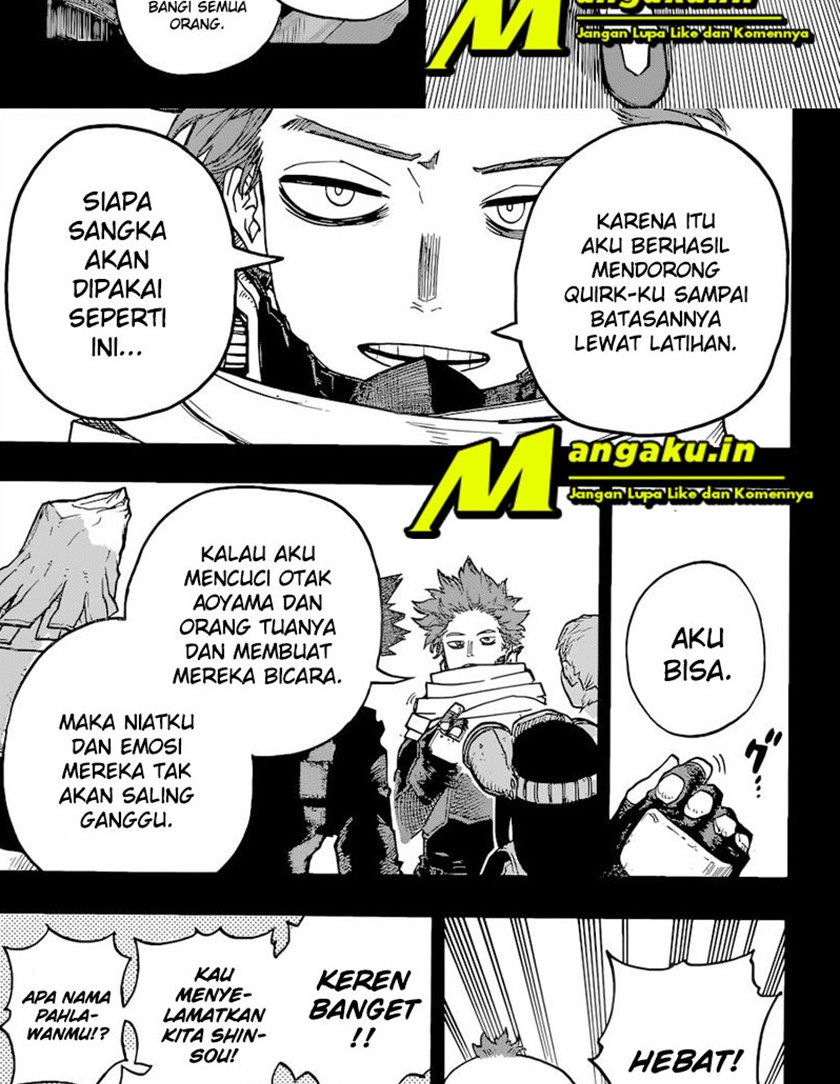 BANGI SEMUA
ORANG.
Mangaku.in
Jangan Lupa Like dan Komennya
KARENA ITU
AKU BERHASIL
MENDORONG
QUIRK-KU SAMPAI
BATASANNYA
LEWAT LATIHAN.
SIAPA
SANGKA
AKAN
DIPAKAI
SEPERTI
INI...
Mangaku.in
Jangan Lupa Like dan Komennya
AKU
BISA.
グ
KALAU AKU
MENCUCI OTAK
AOYAMA DAN
ORANG TUANYA
DAN MEMBUAT
MEREKA BICARA.
MAKA NIATKU
DAN EMOSI
MEREKA TAK
AKAN SALING
GANGGU.
HEBAT!
KEREN
BANGET
!!
KAU
MENYE-
LAMATKAN
KITA SHIN-
SOU!
APA NAMA
PAHLA-
WANMU!?